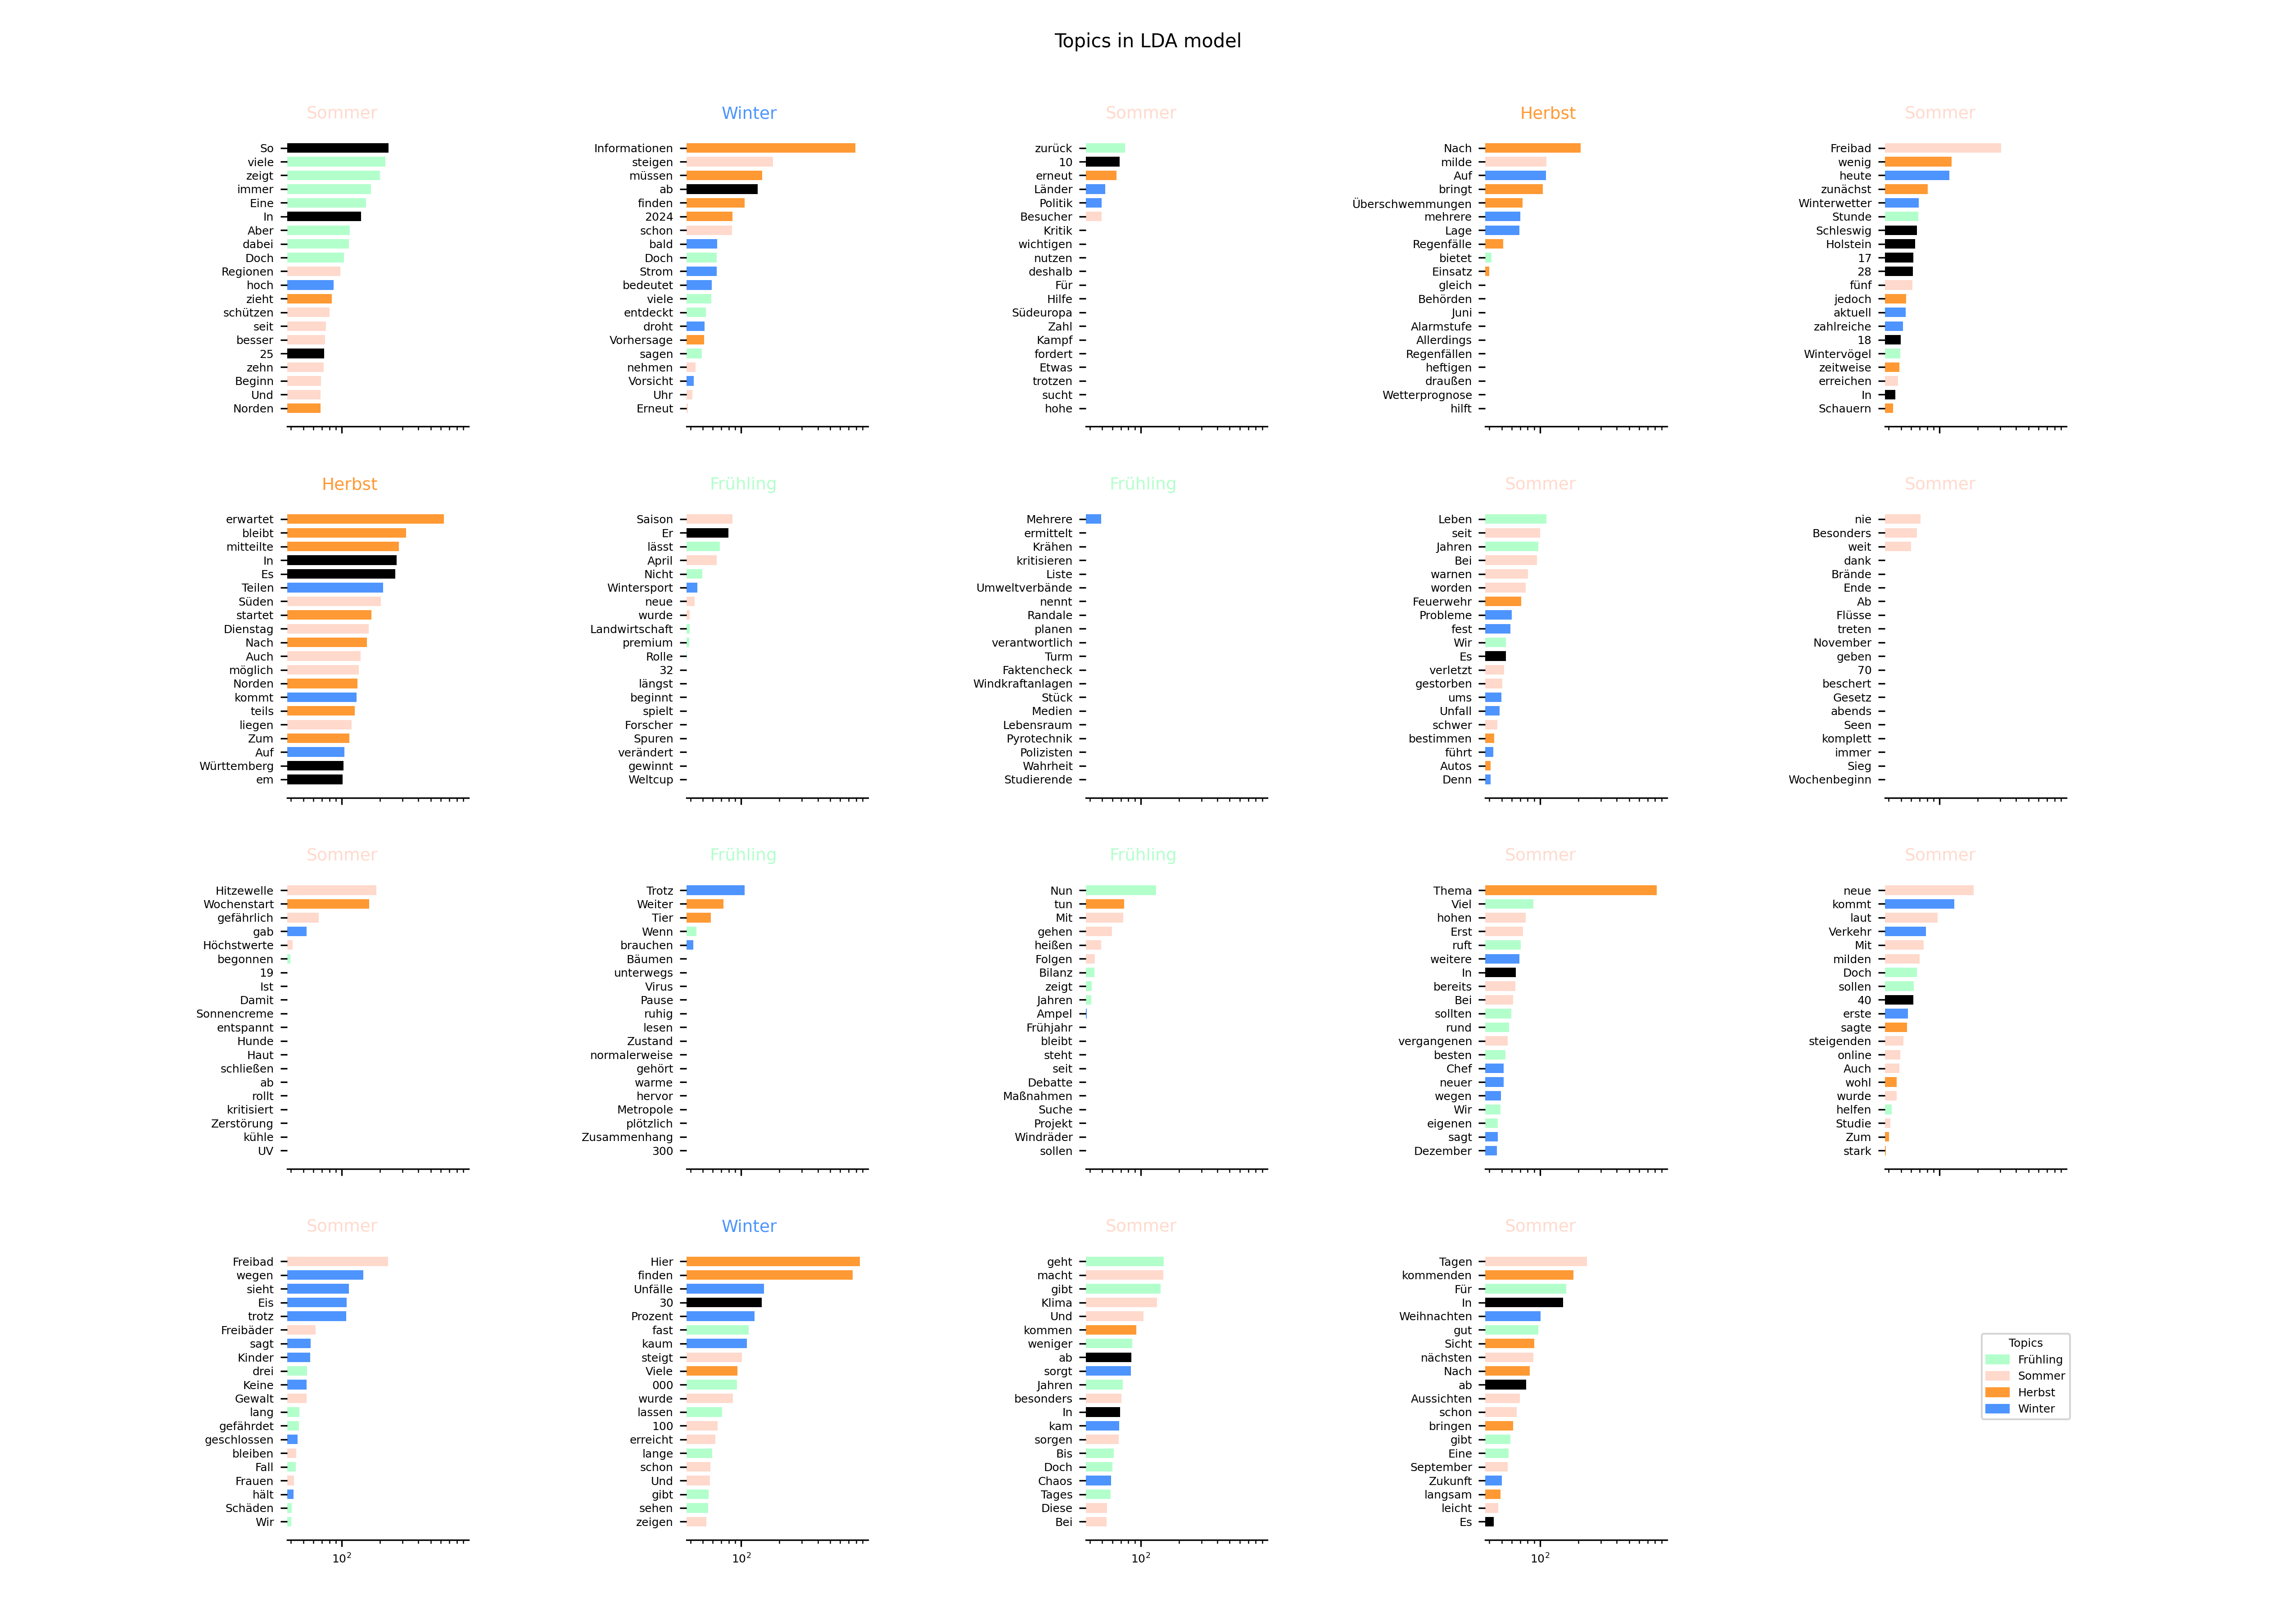 Topics in LDA model
Sommer
So
viele
zeigt
immer
Eine
In
Aber
dabei
Doch
Regionen
hoch
zieht
schützen
seit
besser
25
zehn
Beginn
Und
Norden
Winter
Informationen
steigen
müssen
ab
finden
2024
schon
bald
Doch
Strom
bedeutet
viele
entdeckt
droht
Vorhersage
sagen
nehmen
Vorsicht
Uhr
Erneut
Sommer
zurück
10
erneut
Länder
Politik
Besucher
Kritik
wichtigen
nutzen
deshalb
Für
Hilfe
Südeuropa
Zahl
Kampf
fordert
Etwas
trotzen
sucht
hohe
Herbst
Nach
milde
Auf
bringt
Überschwemmungen
mehrere
Lage
Regenfälle
bietet
Einsatz
gleich
Behörden
Juni
Alarmstufe
Allerdings
Regenfällen
heftigen
draußen
Wetterprognose
hilft
Sommer
Freibad
wenig
heute
zunächst
Winterwetter
Stunde
Schleswig
Holstein
17
28
fünf
jedoch
aktuell
zahlreiche
18
Wintervögel
zeitweise
erreichen
In
Schauern
Herbst
erwartet
bleibt
mitteilte
In
Es
Teilen
Süden
startet
Dienstag
Nach
Auch
möglich
Norden
kommt
teils
liegen
Zum
Auf
Württemberg
em
Frühling
Saison
Er
lässt
April
Nicht
Wintersport
neue
wurde
Landwirtschaft
premium
Rolle
32
längst
beginnt
spielt
Forscher
Spuren
verändert
gewinnt
Weltcup
Frühling
Mehrere
ermittelt
Krähen
kritisieren
Liste
Umweltverbände
nennt
Randale
planen
verantwortlich
Turm
Faktencheck
Windkraftanlagen
Stück
Medien
Lebensraum
Pyrotechnik
Polizisten
Wahrheit
Studierende
Sommer
Leben
seit
Jahren
Bei
warnen
worden
Feuerwehr
Probleme
fest
Wir
Es
verletzt
gestorben
ums
Unfall
schwer
bestimmen
führt
Autos
Denn
Sommer
nie
Besonders
weit
dank
Brände
Ende
Ab
Flüsse
treten
November
geben
70
beschert
Gesetz
abends
Seen
komplett
immer
Sieg
Wochenbeginn
Sommer
Hitzewelle
Wochenstart
gefährlich
gab
Höchstwerte
begonnen
19
Ist
Damit
Sonnencreme
entspannt
Hunde
Haut
schließen
ab
rollt
kritisiert
Zerstörung
kühle
UV
Frühling
Trotz
Weiter
Tier
Wenn
brauchen
Bäumen
unterwegs
Virus
Pause
ruhig
lesen
Zustand
normalerweise
gehört
warme
hervor
Metropole
plötzlich
Zusammenhang
300
Frühling
Nun
tun
Mit
gehen
heißen
Folgen
Bilanz
zeigt
Jahren
Ampel
Frühjahr
bleibt
steht
seit
Debatte
Maßnahmen
Suche
Projekt
Windräder
sollen
Sommer
Thema
Viel
hohen
Erst
ruft
weitere
In
bereits
Bei
sollten
rund
vergangenen
besten
Chef
neuer
wegen
Wir
eigenen
sagt
Dezember
Sommer
neue
kommt
laut
Verkehr
Mit
milden
Doch
sollen
40
erste
sagte
steigenden
online
Auch
wohl
wurde
helfen
Studie
Zum
stark
Sommer
Freibad
wegen
sieht
Eis
trotz
Freibäder
sagt
Kinder
drei
Keine
Gewalt
lang
gefährdet
geschlossen
bleiben
Fall
Frauen
hält
Schäden
Wir
10²
Winter
Hier
finden
Unfälle
30
Prozent
fast
kaum
steigt
Viele
000
wurde
lassen
100
erreicht
lange
schon
Und
gibt
sehen
zeigen
10²
Sommer
geht
macht
gibt
Klima
Und
kommen
weniger
ab
sorgt
Jahren
besonders
In
kam
sorgen
Bis
Doch
Chaos
Tages
Diese
Bei
10²
Sommer
Tagen
kommenden
Für
In
Weihnachten
gut
Sicht
nächsten
Nach
ab
Aussichten
schon
bringen
gibt
Eine
September
Zukunft
langsam
leicht
Es
10²
Topics
Frühling
Sommer
Herbst
Winter